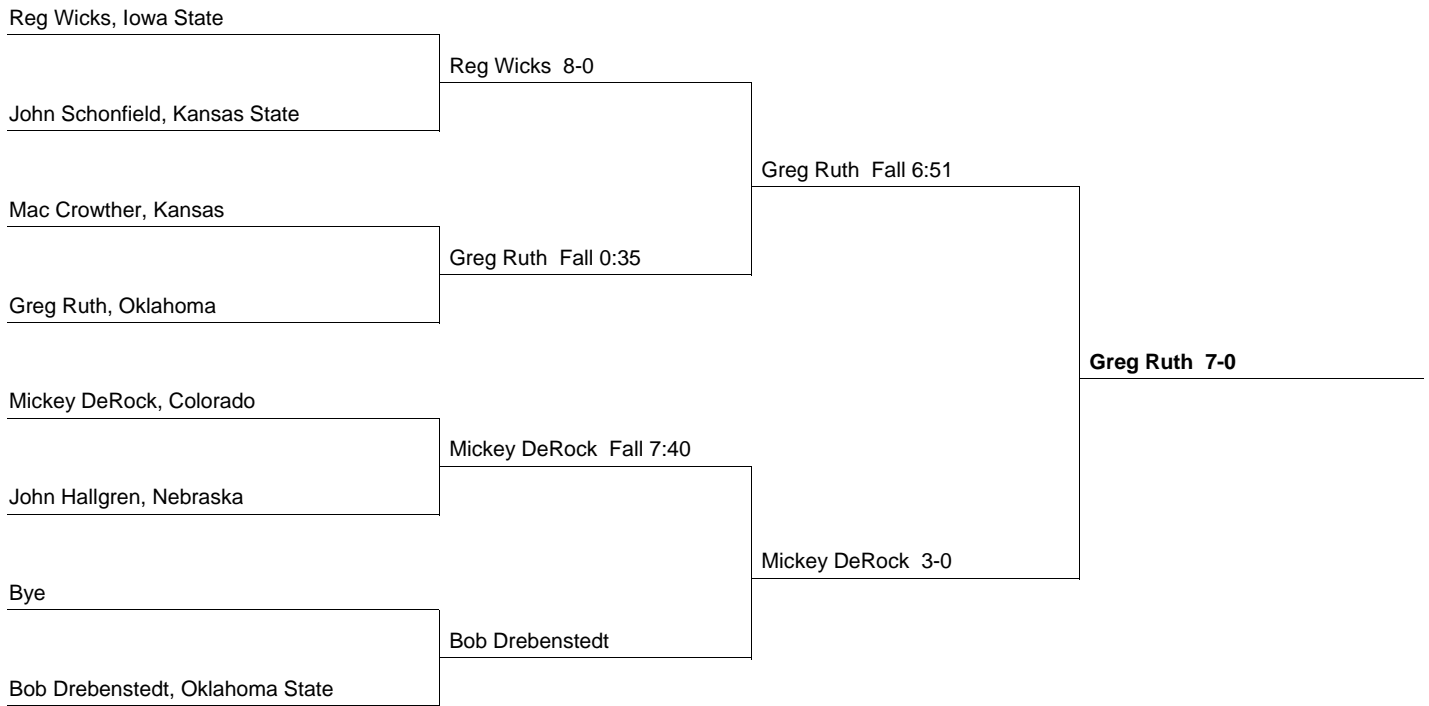 Reg Wicks, Iowa State
Reg Wicks 8-0
John Schonfield, Kansas State
Greg Ruth Fall 6:51
Mac Crowther, Kansas
Greg Ruth Fall 0:35
Greg Ruth, Oklahoma
Greg Ruth 7-0
Mickey DeRock, Colorado
Mickey DeRock Fall 7:40
John Hallgren, Nebraska
Mickey DeRock 3-0
Bye
Bob Drebenstedt
Bob Drebenstedt, Oklahoma State